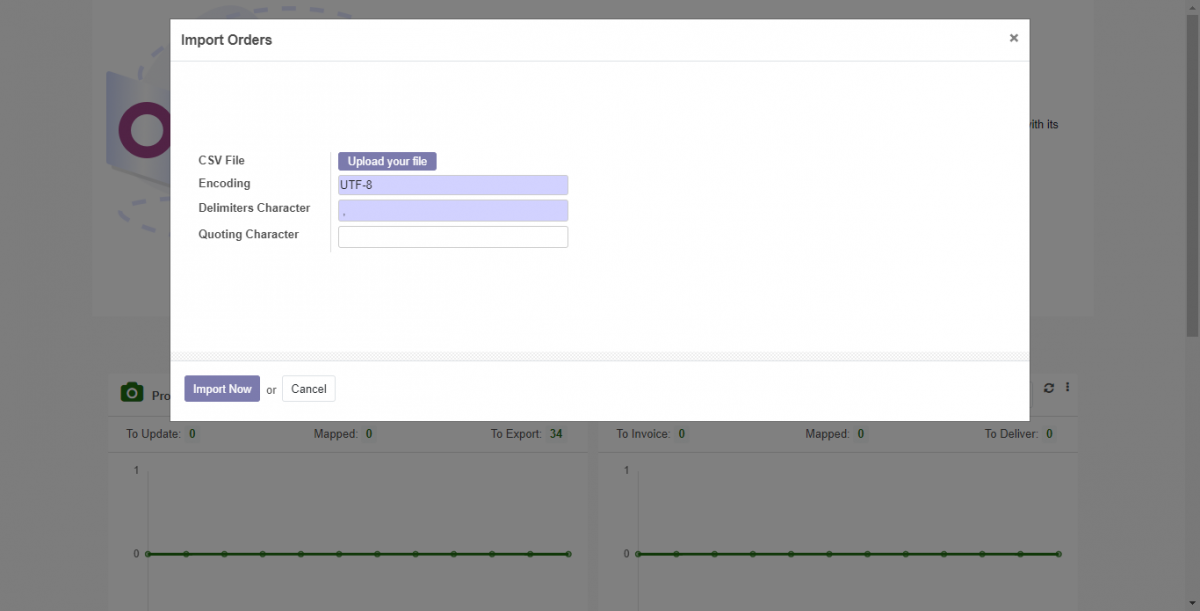 Import Orders ×
ith its
CSV File Upload your file
Encoding UTF-8
Delimiters Character ,
Quoting Character
Import Now or Cancel
Pro
To Update: 0 Mapped: 0 To Export: 34 To Invoice: 0 Mapped: 0 To Deliver: 0
1 1
0 0